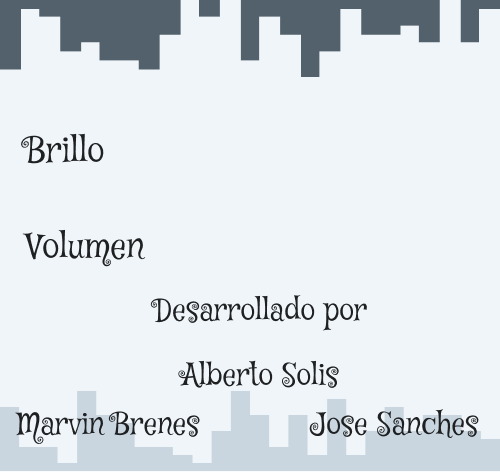 Brillo
Volumen
Desarrollado por
Alberto Solis
Marvin Brenes Jose Sanches